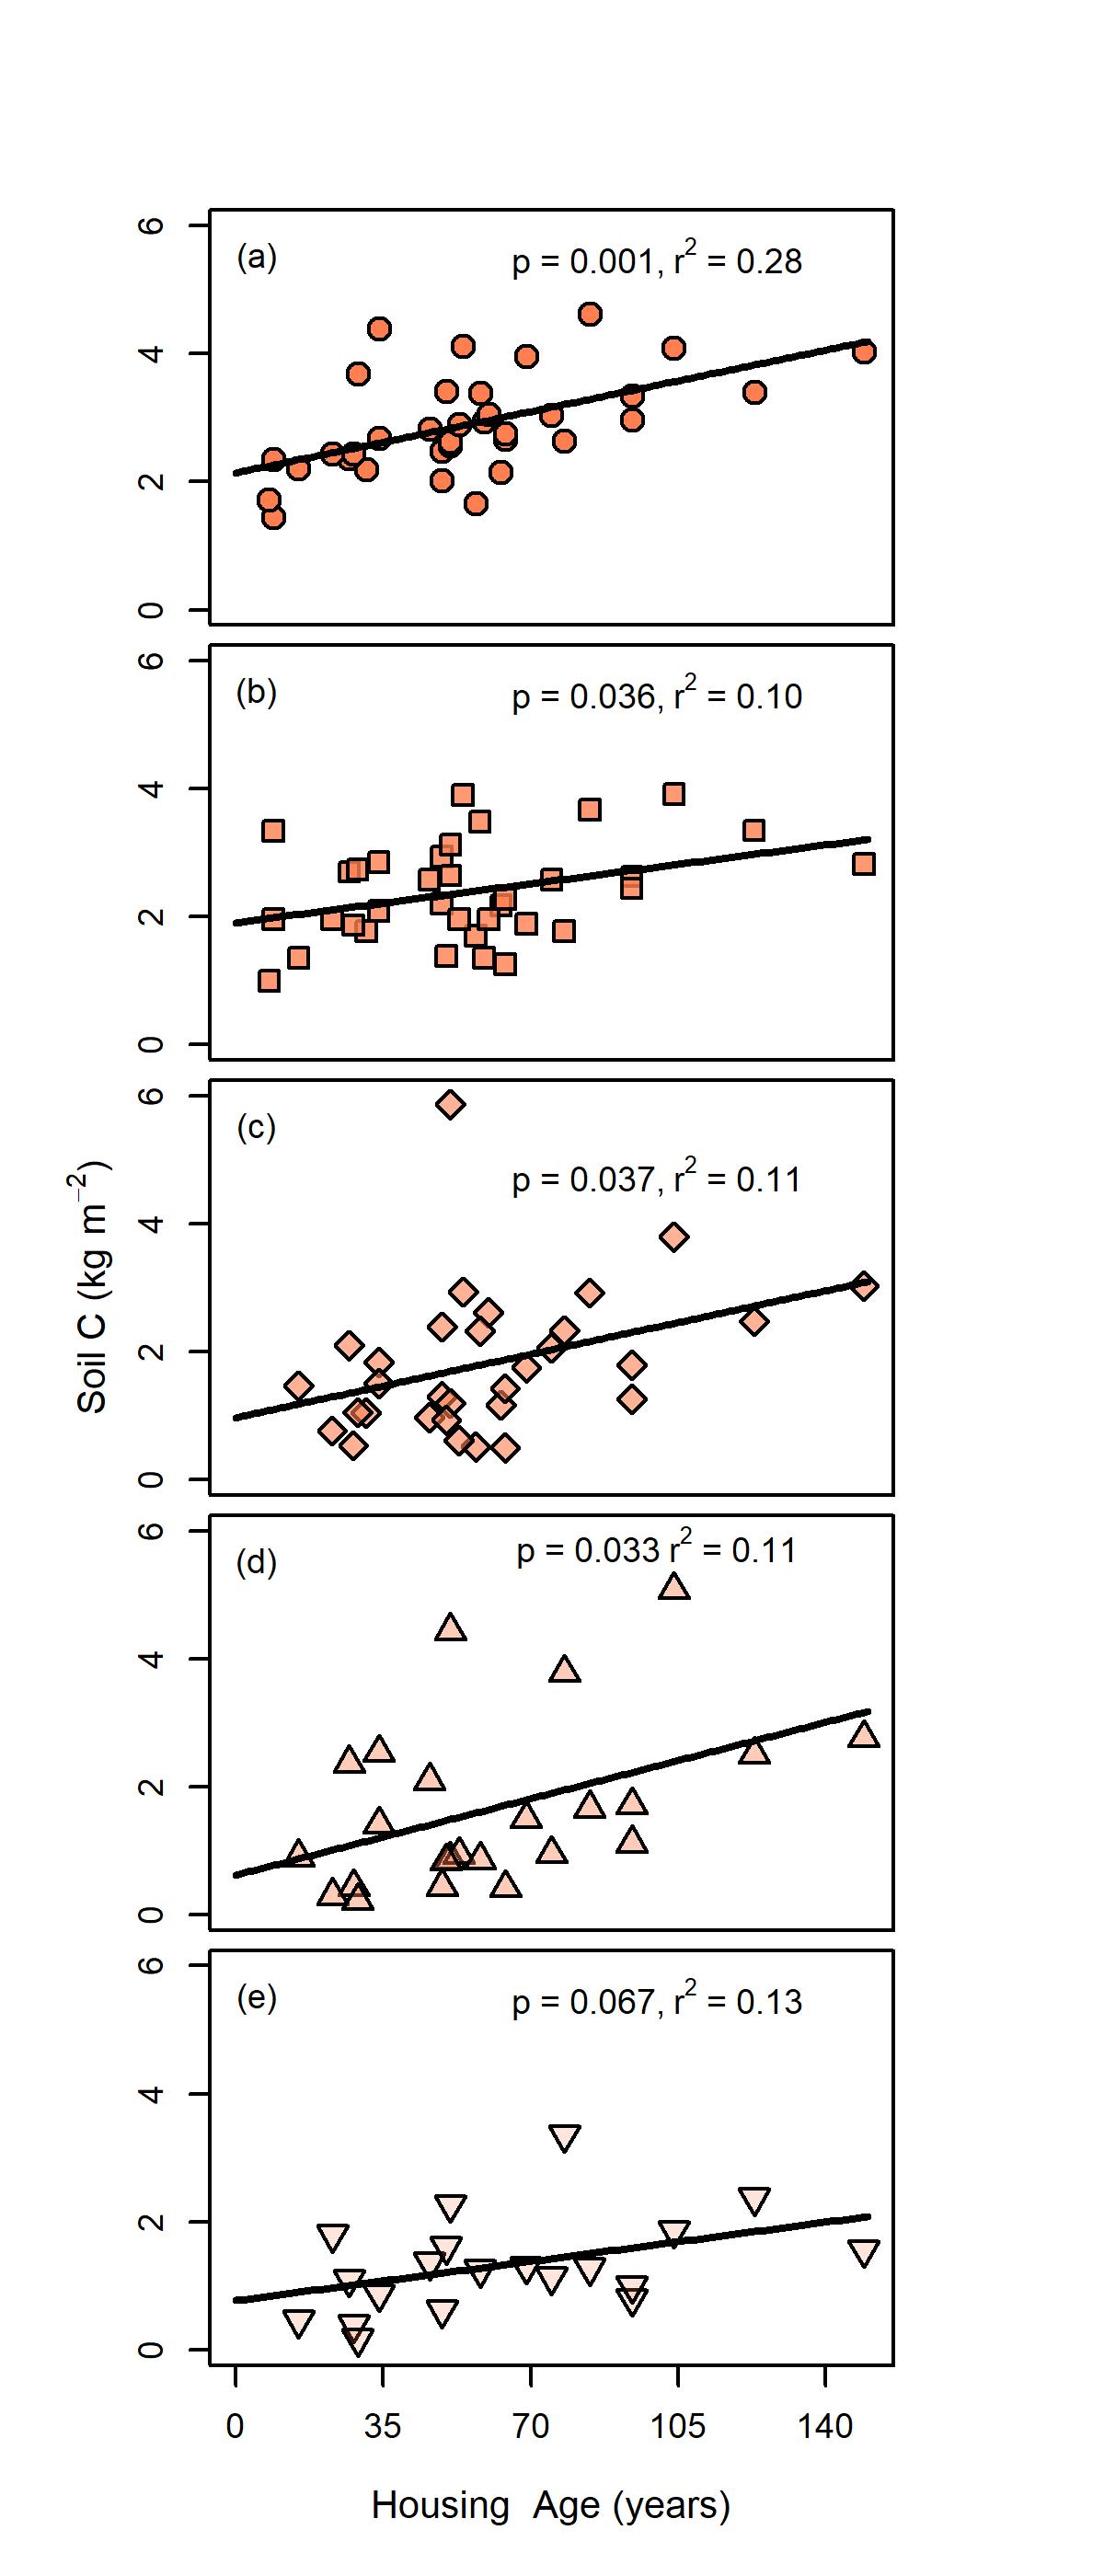 6
(a)
p = 0.001, r² = 0.28
4
2
0
6
(b)
p = 0.036, r² = 0.10
4
2
0
6
(c)
p = 0.037, r² = 0.11
4
2
0
Soil C (kg m⁻²)
6
(d)
p = 0.033 r² = 0.11
4
2
0
6
(e)
p = 0.067, r² = 0.13
4
2
0
0 35 70 105 140
Housing Age (years)